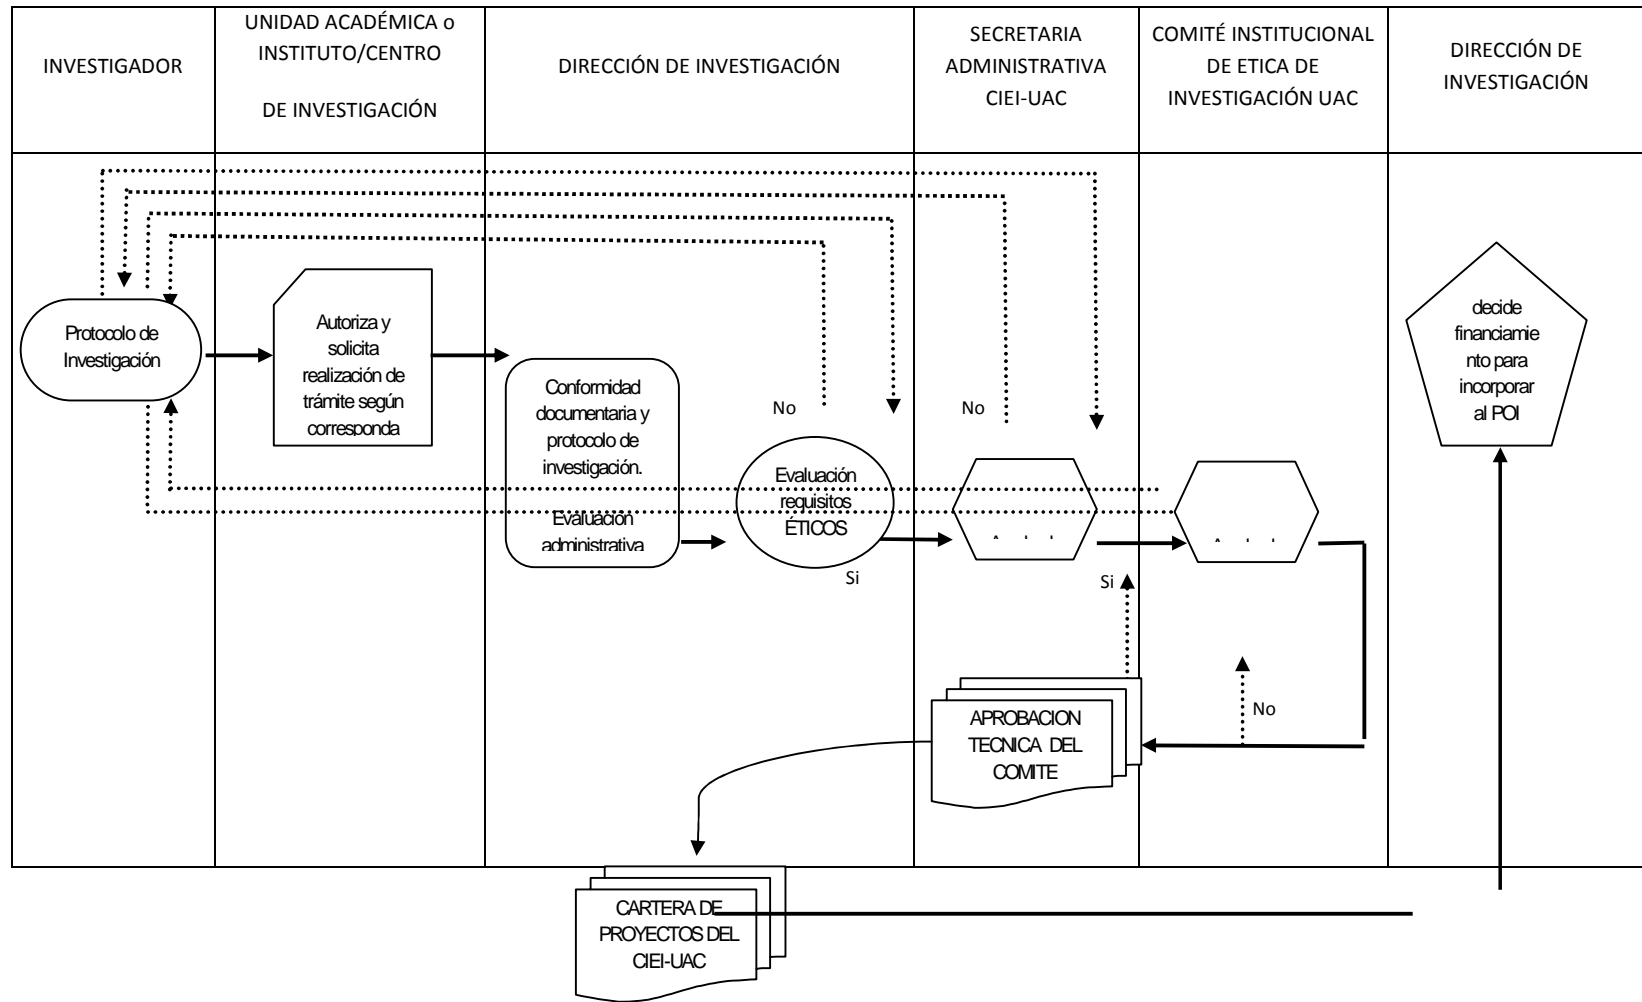 INVESTIGADOR
UNIDAD ACADÉMICA o
INSTITUTO/CENTRO
DE INVESTIGACIÓN
DIRECCIÓN DE INVESTIGACIÓN
SECRETARIA
ADMINISTRATIVA
CIEI-UAC
COMITÉ INSTITUCIONAL
DE ETICA DE
INVESTIGACIÓN UAC
DIRECCIÓN DE
INVESTIGACIÓN
Protocolo de
Investigación
Autoriza y
solicita
realización de
trámite según
corresponda
Conformidad
documentaria y
protocolo de
investigación.
Evaluación
administrativa
No
Evaluación
requisitos
ÉTICOS
Si
No
Si
No
decide
financiamie
nto para
incorporar
al POI
APROBACION
TECNICA DEL
COMITE
CARTERA DE
PROYECTOS DEL
CIEI-UAC